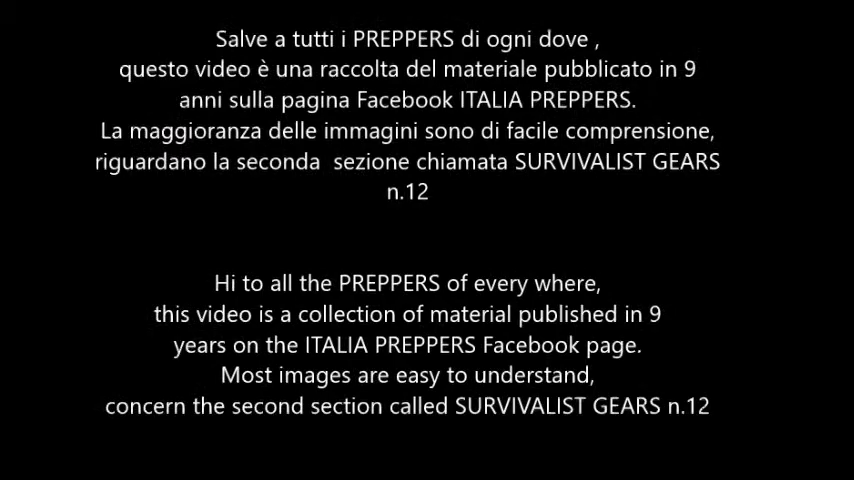 Salve a tutti i PREPPERS di ogni dove ,
questo video è una raccolta del materiale pubblicato in 9
anni sulla pagina Facebook ITALIA PREPPERS.
La maggioranza delle immagini sono di facile comprensione,
riguardano la seconda  sezione chiamata SURVIVALIST GEARS
n.12
Hi to all the PREPPERS of every where,
this video is a collection of material published in 9
years on the ITALIA PREPPERS Facebook page.
Most images are easy to understand,
concern the second section called SURVIVALIST GEARS n.12